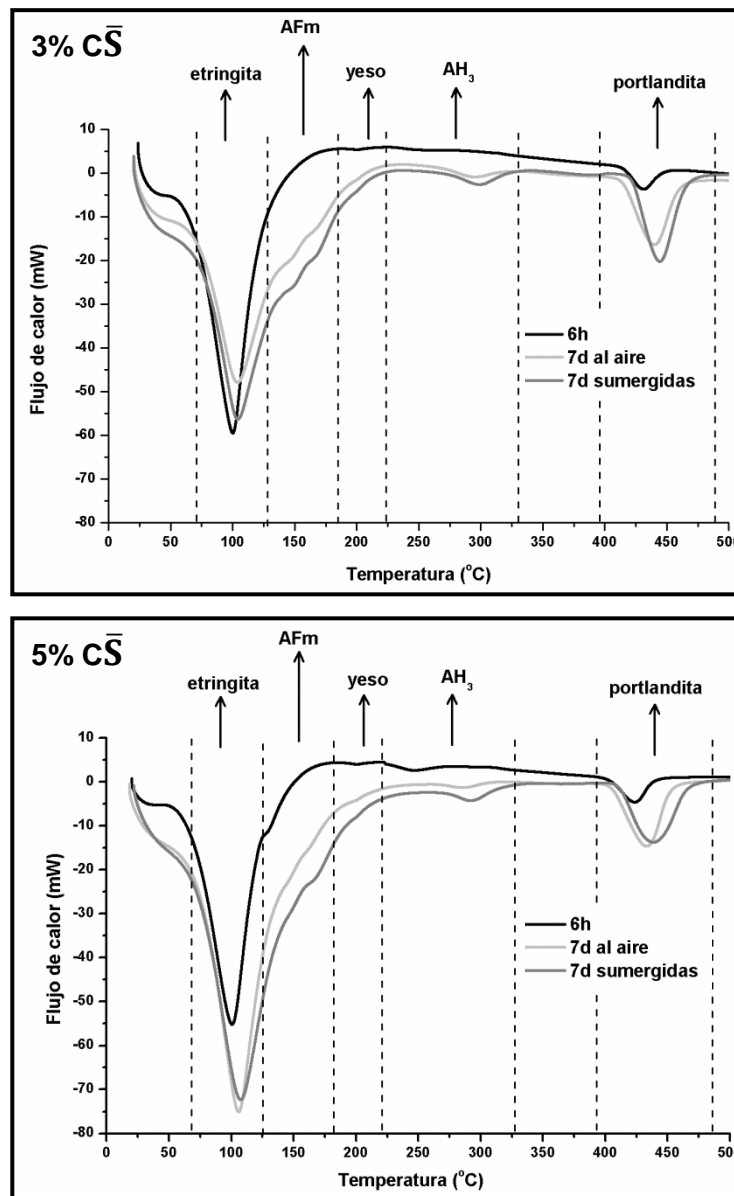 3% CS̅
AFm
etringita
yeso
AH₃
portlandita
10
0
-10
-20
-30
-40
-50
-60
-70
-80
Flujo de calor (mW)
6h
7d al aire
7d sumergidas
0 50 100 150 200 250 300 350 400 450 500
Temperatura (°C)
5% CS̅
AFm
etringita
yeso
AH₃
portlandita
10
0
-10
-20
-30
-40
-50
-60
-70
-80
Flujo de calor (mW)
6h
7d al aire
7d sumergidas
0 50 100 150 200 250 300 350 400 450 500
Temperatura (°C)